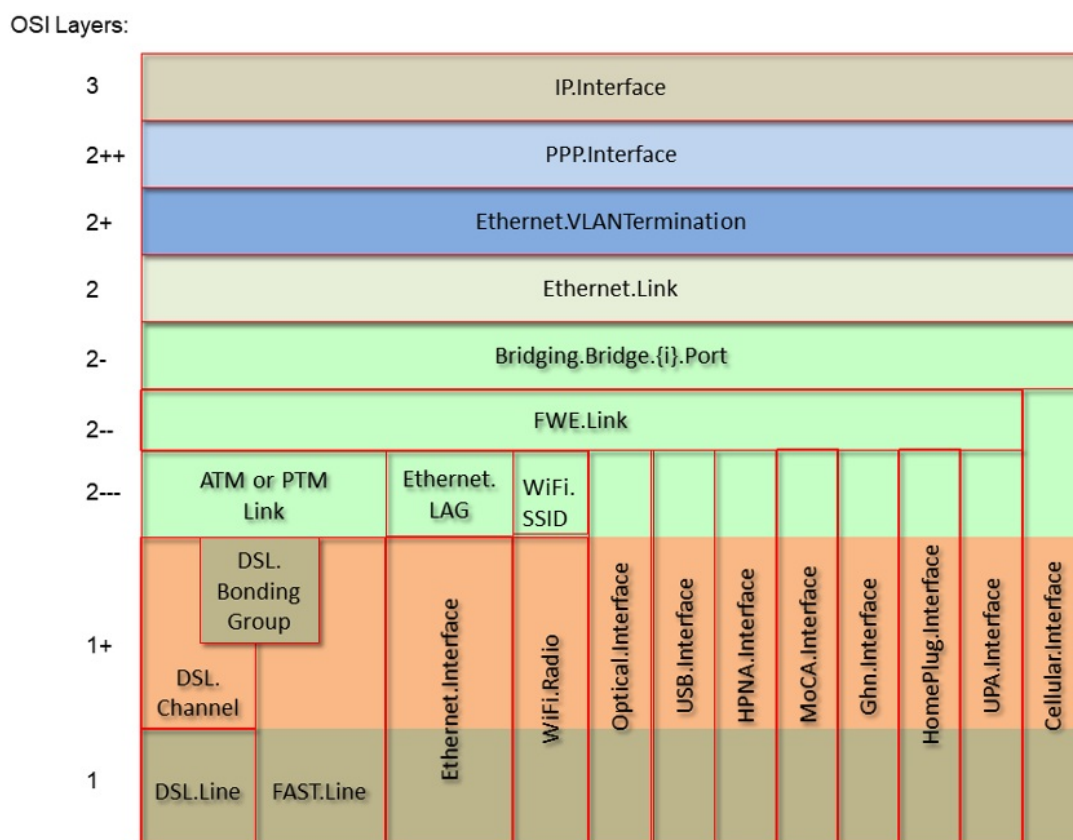 OSI Layers:
3
IP.Interface
2++
PPP.Interface
2+
Ethernet.VLANTermination
2
Ethernet.Link
2-
Bridging.Bridge.{i}.Port
2--
FWE.Link
2---
ATM or PTM
Link
Ethernet.
LAG
WiFi.
SSID
1+
DSL.
Bonding
Group
DSL.
Channel
Ethernet.Interface
WiFi.Radio
Optical.Interface
USB.Interface
HPNA.Interface
MoCA.Interface
Ghn.Interface
HomePlug.Interface
UPA.Interface
Cellular.Interface
1
DSL.Line
FAST.Line